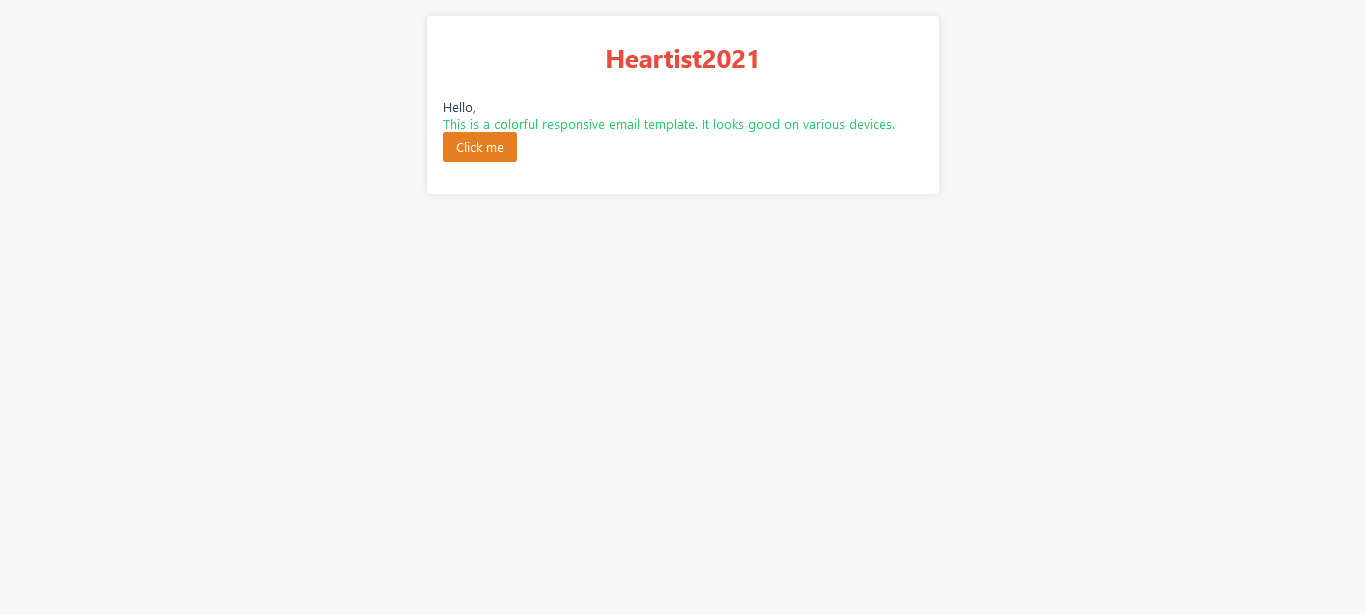 Heartist2021
Hello,
This is a colorful responsive email template. It looks good on various devices.
Click me